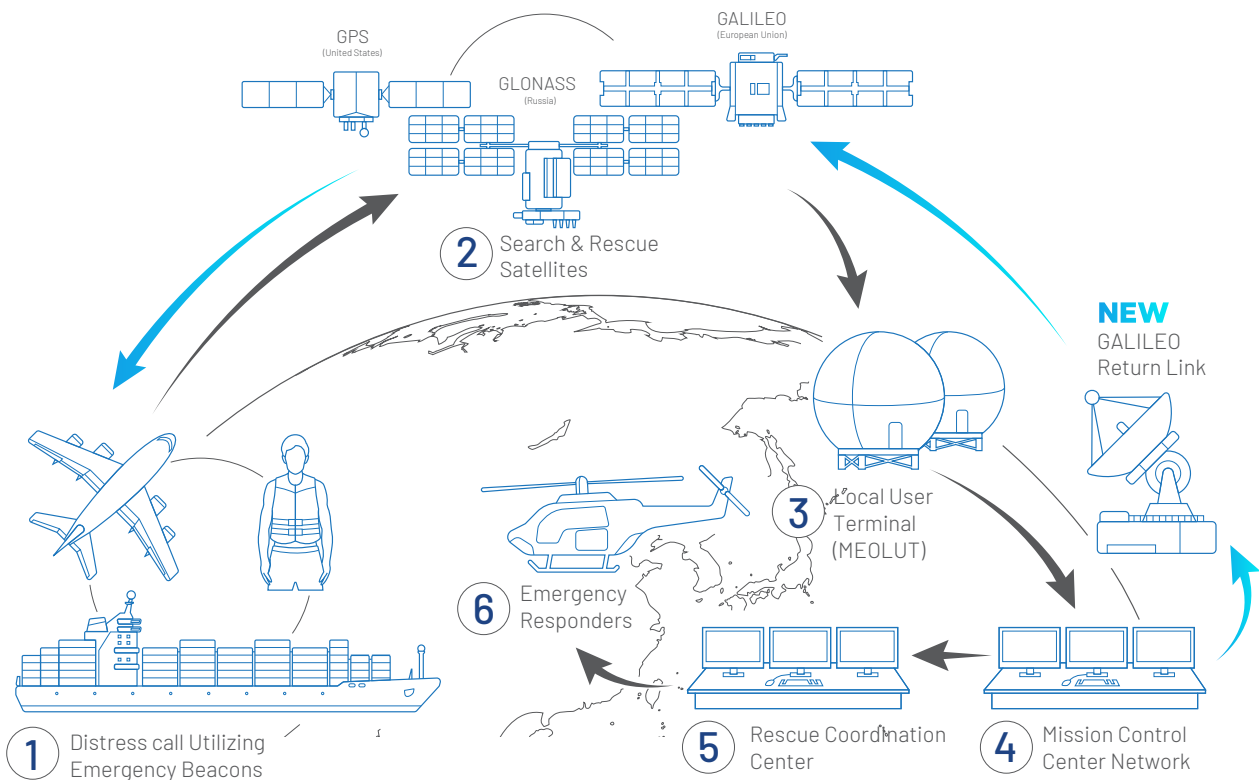 GPS
(United States)
GLONASS
(Russia)
GALILEO
(European Union)
2 Search & Rescue
Satellites
NEW
GALILEO
Return Link
3 Local User
Terminal
(MEOLUT)
6 Emergency
Responders
1 Distress call Utilizing
Emergency Beacons
5 Rescue Coordination
Center
4 Mission Control
Center Network